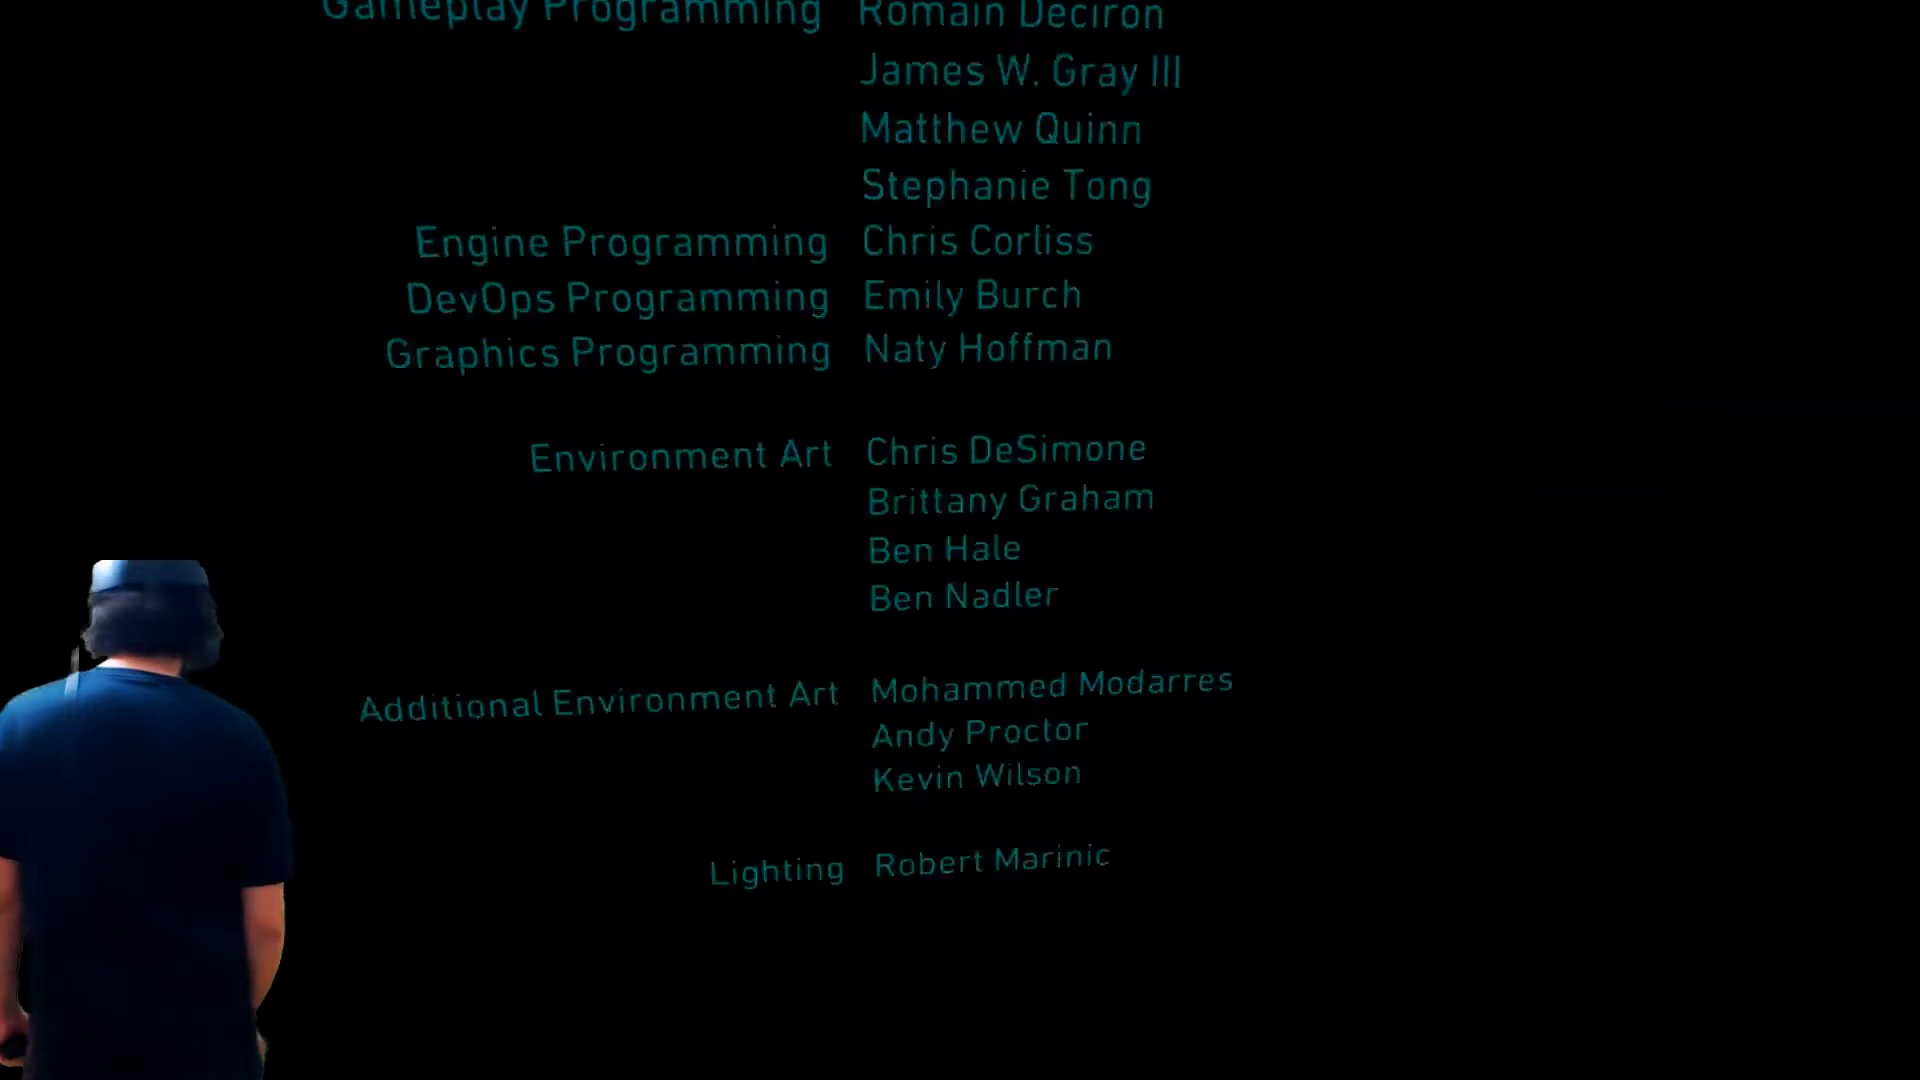 Gameplay Programming Romain Deciron
James W. Gray III
Matthew Quinn
Stephanie Tong
Engine Programming Chris Corliss
DevOps Programming Emily Burch
Graphics Programming Naty Hoffman
Environment Art Chris DeSimone
Brittany Graham
Ben Hale
Ben Nadler
Additional Environment Art Mohammed Modarres
Andy Proctor
Kevin Wilson
Lighting Robert Marinic